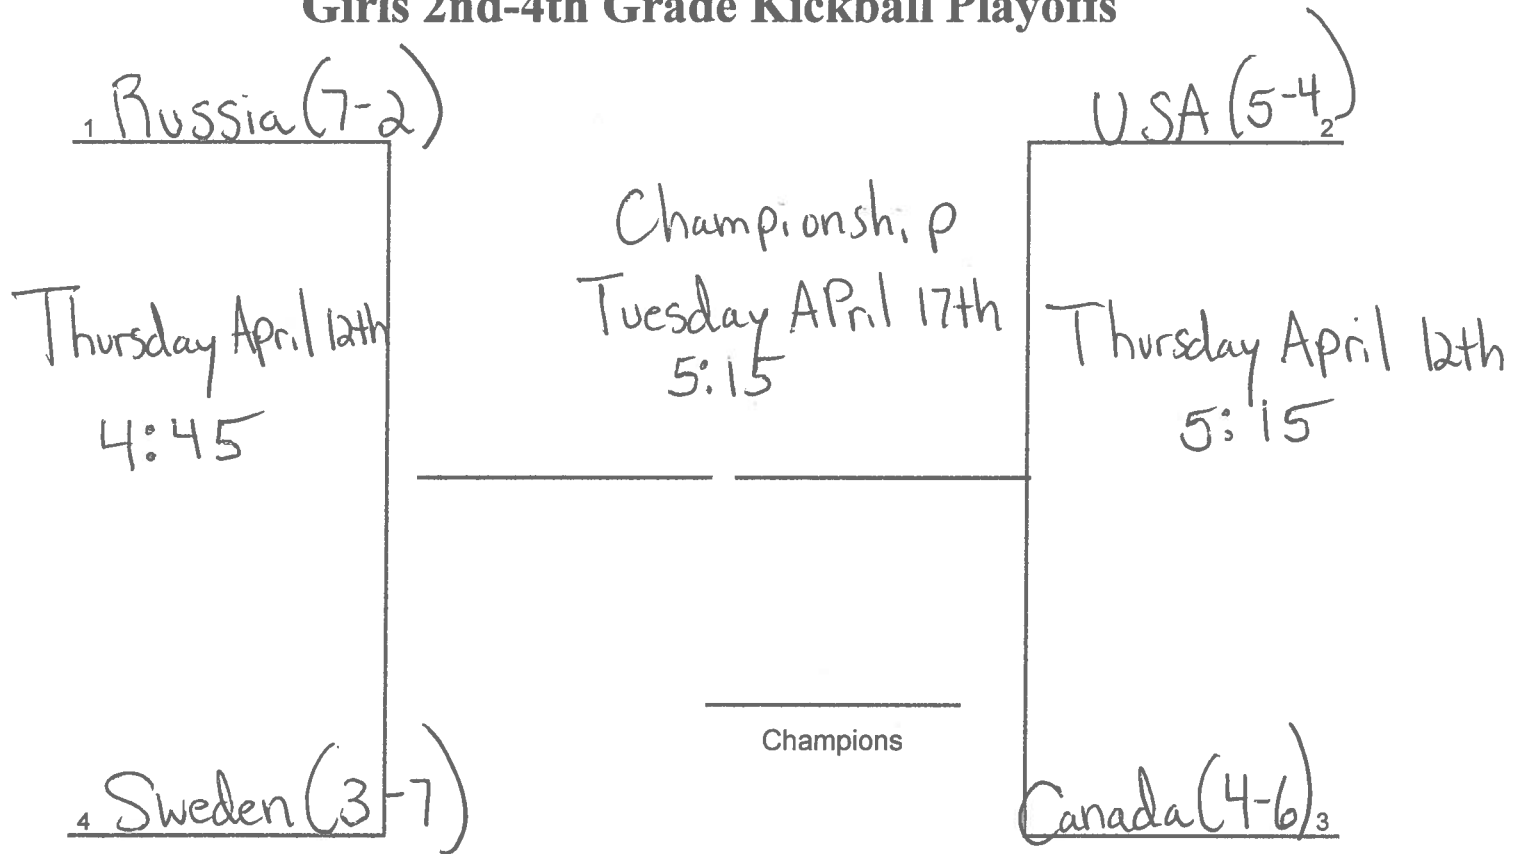 Girls 2nd-4th Grade Kickball Playoffs
1 Russia (7-2)
USA (5-4) 2
Championship
Tuesday April 17th
5:15
Thursday April 12th
4:45
Thursday April 12th
5:15
Champions
4 Sweden (3-7)
Canada (4-6) 3